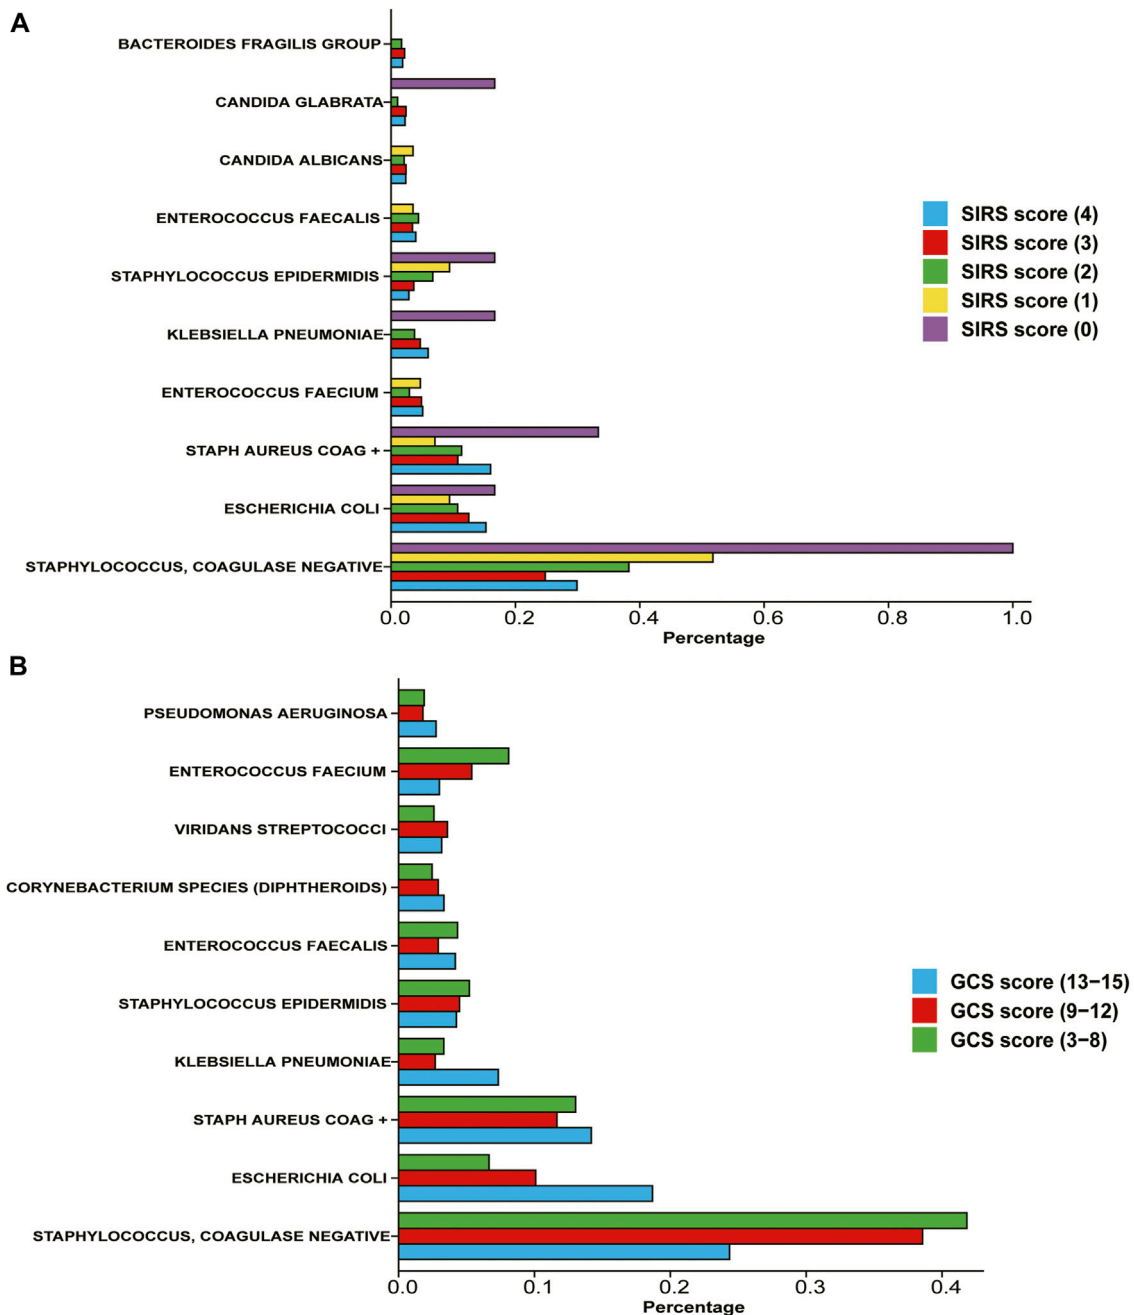 A
BACTEROIDES FRAGILIS GROUP
CANDIDA GLABRATA
CANDIDA ALBICANS
ENTEROCOCCUS FAECALIS
STAPHYLOCOCCUS EPIDERMIDIS
KLEBSIELLA PNEUMONIAE
ENTEROCOCCUS FAECIUM
STAPH AUREUS COAG +
ESCHERICHIA COLI
STAPHYLOCOCCUS, COAGULASE NEGATIVE
0.0 0.2 0.4 0.6 0.8 1.0
Percentage
SIRS score (4)
SIRS score (3)
SIRS score (2)
SIRS score (1)
SIRS score (0)
B
PSEUDOMONAS AERUGINOSA
ENTEROCOCCUS FAECIUM
VIRIDANS STREPTOCOCCI
CORYNEBACTERIUM SPECIES (DIPHTHEROIDS)
ENTEROCOCCUS FAECALIS
STAPHYLOCOCCUS EPIDERMIDIS
KLEBSIELLA PNEUMONIAE
STAPH AUREUS COAG +
ESCHERICHIA COLI
STAPHYLOCOCCUS, COAGULASE NEGATIVE
0.0 0.1 0.2 0.3 0.4
Percentage
GCS score (13−15)
GCS score (9−12)
GCS score (3−8)